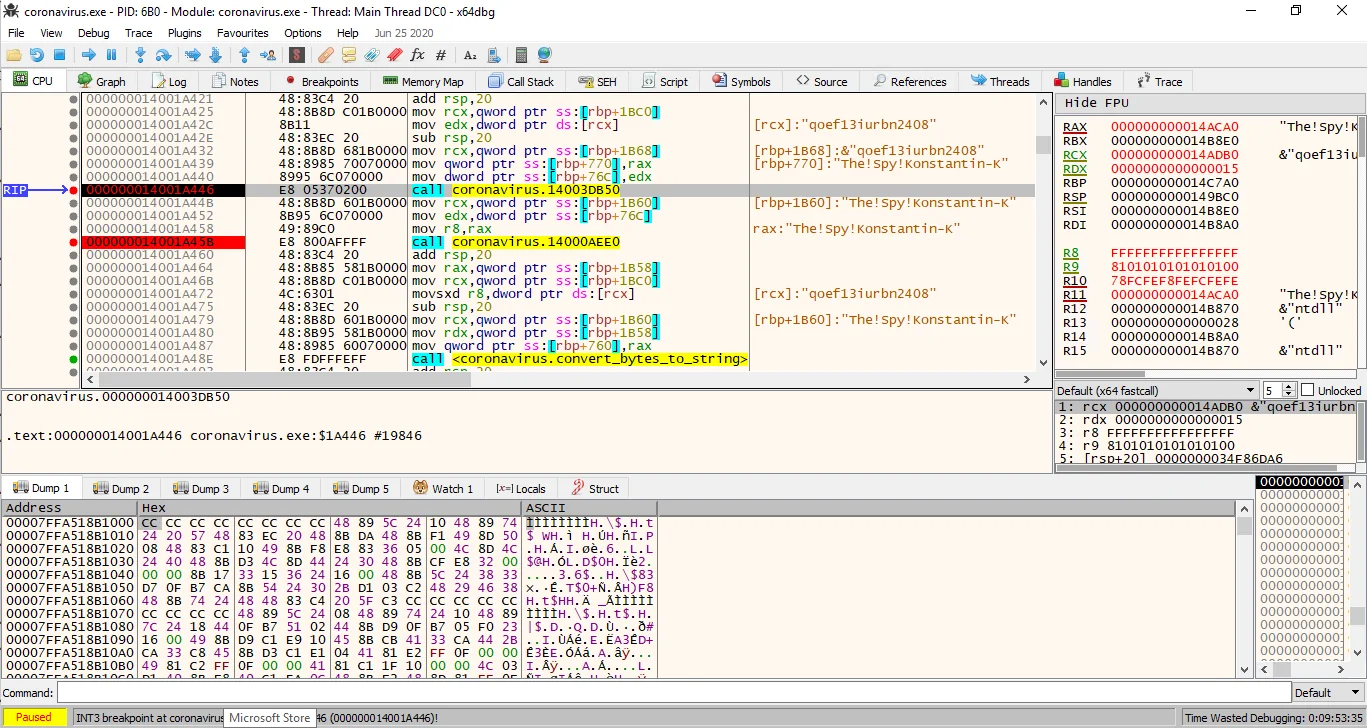 coronavirus.exe - PID: 6B0 - Module: coronavirus.exe - Thread: Main Thread DC0 - x64dbg
File View Debug Trace Plugins Favourites Options Help Jun 25 2020
CPU Graph Log Notes Breakpoints Memory Map Call Stack SEH Script Symbols Source References Threads Handles Trace
000000014001A421 48:83C4 20 add rsp,20
000000014001A425 48:8B8D C01B0000 mov rcx,qword ptr ss:[rbp+1BC0]
000000014001A42C 8B11 mov edx,dword ptr ds:[rcx] [rcx]:"qoef13iurbn2408"
000000014001A42E 48:83EC 20 sub rsp,20
000000014001A432 48:8B8D 681B0000 mov rcx,qword ptr ss:[rbp+1B68] [rbp+1B68]:&"qoef13iurbn2408"
000000014001A439 48:8985 70070000 mov qword ptr ss:[rbp+770],rax [rbp+770]:"The!Spy!Konstantin-K"
000000014001A440 8995 6C070000 mov dword ptr ss:[rbp+76C],edx
RIP 000000014001A446 E8 05370200 call coronavirus.14003DB50
000000014001A44B 48:8B8D 601B0000 mov rcx,qword ptr ss:[rbp+1B60] [rbp+1B60]:"The!Spy!Konstantin-K"
000000014001A452 8B95 6C070000 mov edx,dword ptr ss:[rbp+76C]
000000014001A458 49:89C0 mov r8,rax rax:"The!Spy!Konstantin-K"
000000014001A45B E8 800AFFFF call coronavirus.14000AEE0
000000014001A460 48:83C4 20 add rsp,20
000000014001A464 48:8B85 581B0000 mov rax,qword ptr ss:[rbp+1B58]
000000014001A46B 48:8B8D C01B0000 mov rcx,qword ptr ss:[rbp+1BC0]
000000014001A472 4C:6301 movsxd r8,dword ptr ds:[rcx] [rcx]:"qoef13iurbn2408"
000000014001A475 48:83EC 20 sub rsp,20
000000014001A479 48:8B8D 601B0000 mov rcx,qword ptr ss:[rbp+1B60] [rbp+1B60]:"The!Spy!Konstantin-K"
000000014001A480 48:8B95 581B0000 mov rdx,qword ptr ss:[rbp+1B58]
000000014001A487 48:8985 60070000 mov qword ptr ss:[rbp+760],rax
000000014001A48E E8 FDFFFEFF call <coronavirus.convert_bytes_to_string>
Hide FPU
RAX 000000000014ACA0 "The!Spy!K
RBX 000000000014B8E0
RCX 000000000014ADB0 &"qoef13iu
RDX 0000000000000015
RBP 000000000014C7A0
RSP 0000000000149BC0
RSI 000000000014B8E0
RDI 000000000014B8A0
R8 FFFFFFFFFFFFFFFF
R9 8101010101010100
R10 78FCFEF8FEFCFEFE
R11 000000000014ACA0 "The!Spy!K
R12 000000000014B870 &"ntdll"
R13 0000000000000028 '('
R14 000000000014B8A0
R15 000000000014B870 &"ntdll"
Default (x64 fastcall) 5 Unlocked
1: rcx 000000000014ADB0 &"qoef13iurbn
2: rdx 0000000000000015
3: r8 FFFFFFFFFFFFFFFF
4: r9 8101010101010100
5: [rsp+20] 0000000034F86DA6
coronavirus.000000014003DB50
.text:000000014001A446 coronavirus.exe:$1A446 #19846
Dump 1 Dump 2 Dump 3 Dump 4 Dump 5 Watch 1 [x=] Locals Struct
Address Hex ASCII
00007FFA518B1000 CC CC CC CC CC CC CC CC 48 89 5C 24 10 48 89 74 ÌÌÌÌÌÌÌÌH.\$.H.t
00007FFA518B1010 24 20 57 48 83 EC 20 48 8B DA 48 8B F1 49 8D 50 $ WH.ì H.ÚH.ñI.P
00007FFA518B1020 08 48 83 C1 10 49 8B F8 E8 83 36 05 00 4C 8D 4C .H.Á.I.øè.6..L.L
00007FFA518B1030 24 40 48 8B D3 4C 8D 44 24 30 48 8B CF E8 32 00 $@H.ÓL.D$0H.Ïè2.
00007FFA518B1040 00 00 8B 17 33 15 36 24 16 00 48 8B 5C 24 38 33 ....3.6$..H.\$83
00007FFA518B1050 D7 0F B7 CA 8B 54 24 30 2B D1 03 C2 48 29 46 38 ×.·Ê.T$0+Ñ.ÂH)F8
00007FFA518B1060 48 8B 74 24 48 48 83 C4 20 5F C3 CC CC CC CC CC H.t$HH.Ä _ÃÌÌÌÌÌ
00007FFA518B1070 CC CC CC CC 48 89 5C 24 08 48 89 74 24 10 48 89 ÌÌÌÌH.\$.H.t$.H.
00007FFA518B1080 7C 24 18 44 0F B7 51 02 44 8B D9 0F B7 05 F0 23 |$.D.·Q.D.Ù.·.ð#
00007FFA518B1090 16 00 49 8B D9 C1 E9 10 45 8B CB 41 33 CA 44 2B ..I.ÙÁé.E.ËA3ÊD+
00007FFA518B10A0 CA 33 C8 45 8B D3 C1 E1 04 41 81 E2 FF 0F 00 00 Ê3ÈE.ÓÁá.A.âÿ...
00007FFA518B10B0 49 81 C2 FF 0F 00 00 41 81 C1 1F 10 00 00 4C 03 I.Âÿ...A.Á....L.
Command: Default
Paused INT3 breakpoint at coronavirus Microsoft Store 46 (000000014001A446)! Time Wasted Debugging: 0:09:53:35